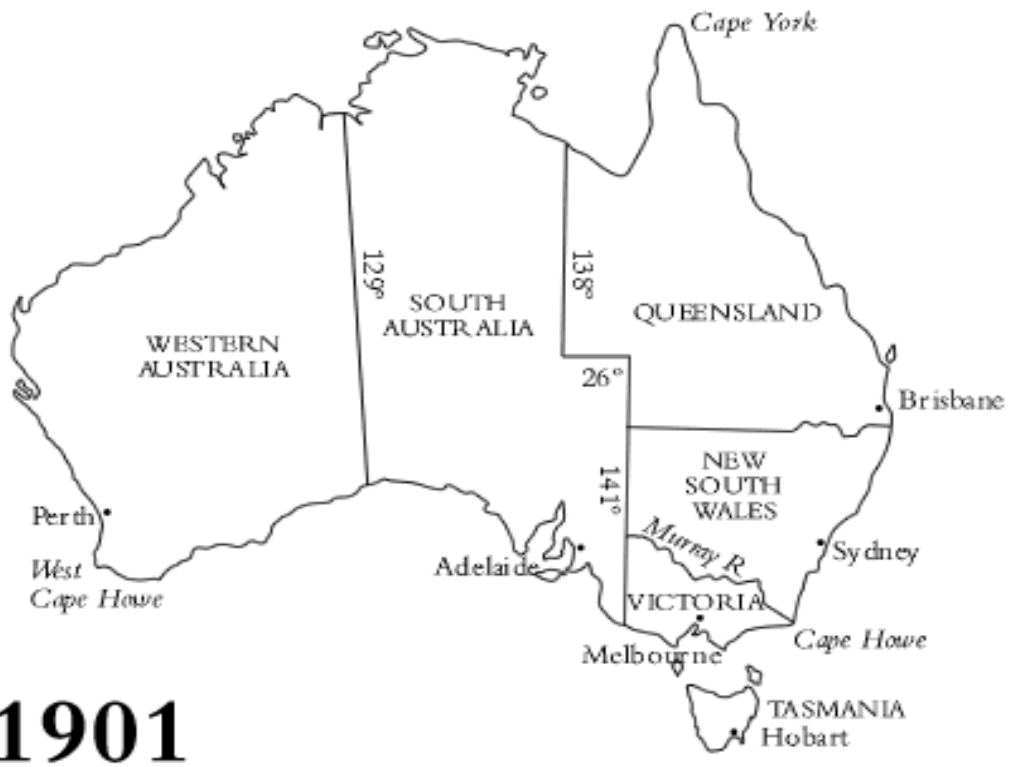 Cape York
129°
138°
SOUTH
AUSTRALIA
QUEENSLAND
WESTERN
AUSTRALIA
26°
Brisbane
NEW
SOUTH
WALES
141°
Perth
Murray R
Sydney
Adelaide
West
Cape Howe
VICTORIA
Cape Howe
Melbourne
TASMANIA
Hobart
1901